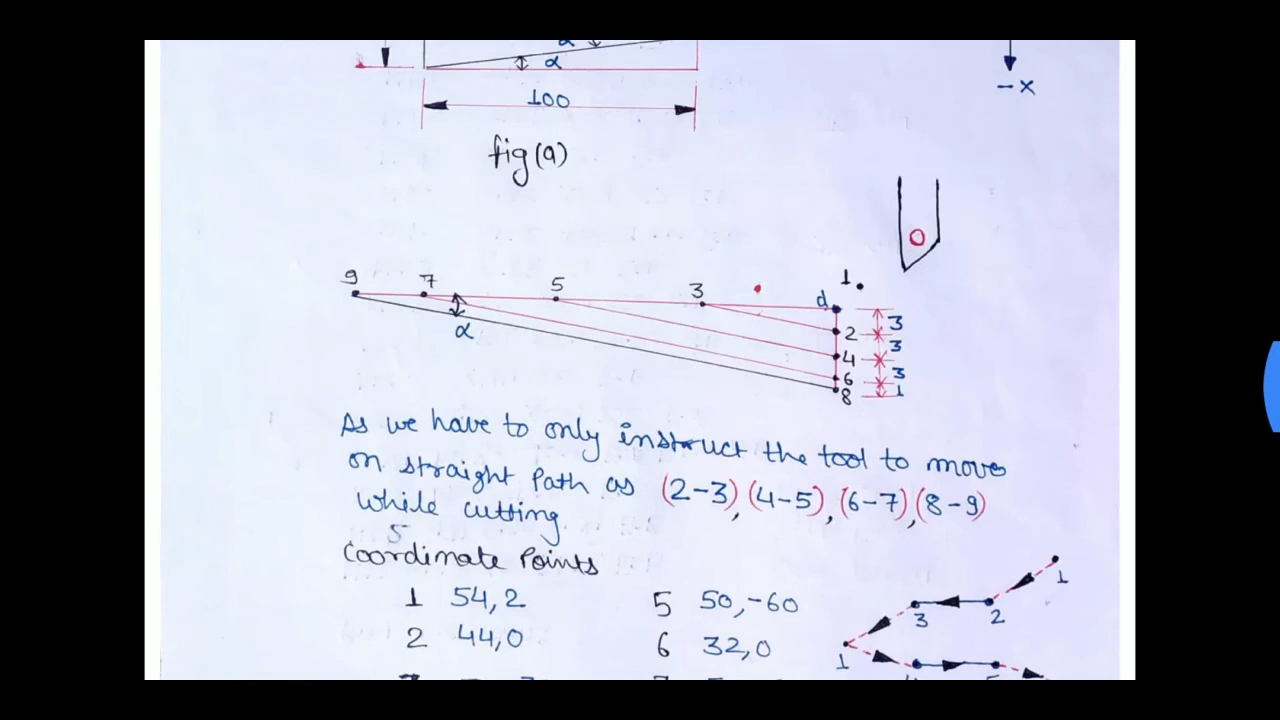 α
α
100
- X
fig(a)
0
9 7 5 3 d 1
α
2 3
4 3
6 3
8 1
As we have to only instruct the tool to move
on straight path as (2-3),(4-5),(6-7),(8-9)
while cutting
5
Coordinate Points
1 54,2 5 50,-60
2 44,0 6 32,0
1
3 2
1